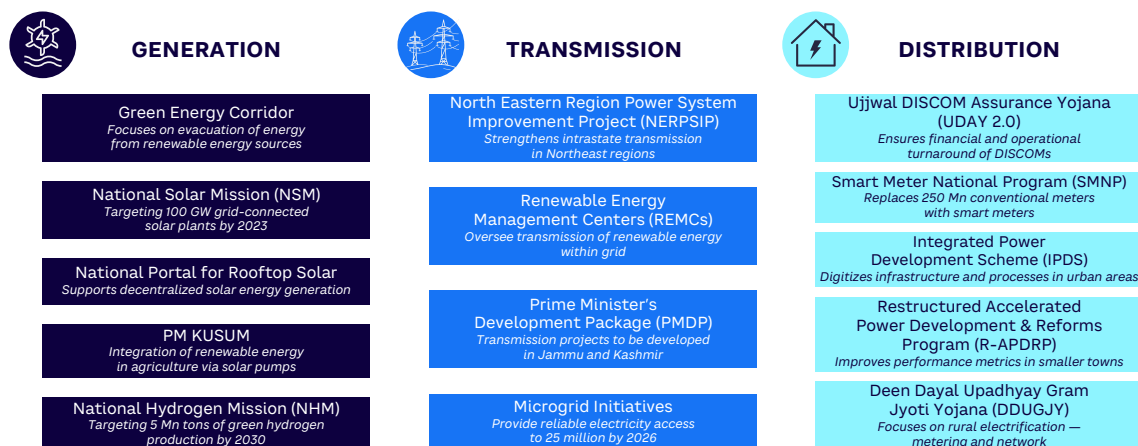 GENERATION
Green Energy Corridor
Focuses on evacuation of energy
from renewable energy sources
National Solar Mission (NSM)
Targeting 100 GW grid-connected
solar plants by 2023
National Portal for Rooftop Solar
Supports decentralized solar energy generation
PM KUSUM
Integration of renewable energy
in agriculture via solar pumps
National Hydrogen Mission (NHM)
Targeting 5 Mn tons of green hydrogen
production by 2030
TRANSMISSION
North Eastern Region Power System
Improvement Project (NERPSIP)
Strengthens intrastate transmission
in Northeast regions
Renewable Energy
Management Centers (REMCs)
Oversee transmission of renewable energy
within grid
Prime Minister's
Development Package (PMDP)
Transmission projects to be developed
in Jammu and Kashmir
Microgrid Initiatives
Provide reliable electricity access
to 25 million by 2026
DISTRIBUTION
Ujjwal DISCOM Assurance Yojana
(UDAY 2.0)
Ensures financial and operational
turnaround of DISCOMs
Smart Meter National Program (SMNP)
Replaces 250 Mn conventional meters
with smart meters
Integrated Power
Development Scheme (IPDS)
Digitizes infrastructure and processes in urban areas
Restructured Accelerated
Power Development & Reforms
Program (R-APDRP)
Improves performance metrics in smaller towns
Deen Dayal Upadhyay Gram
Jyoti Yojana (DDUGJY)
Focuses on rural electrification —
metering and network